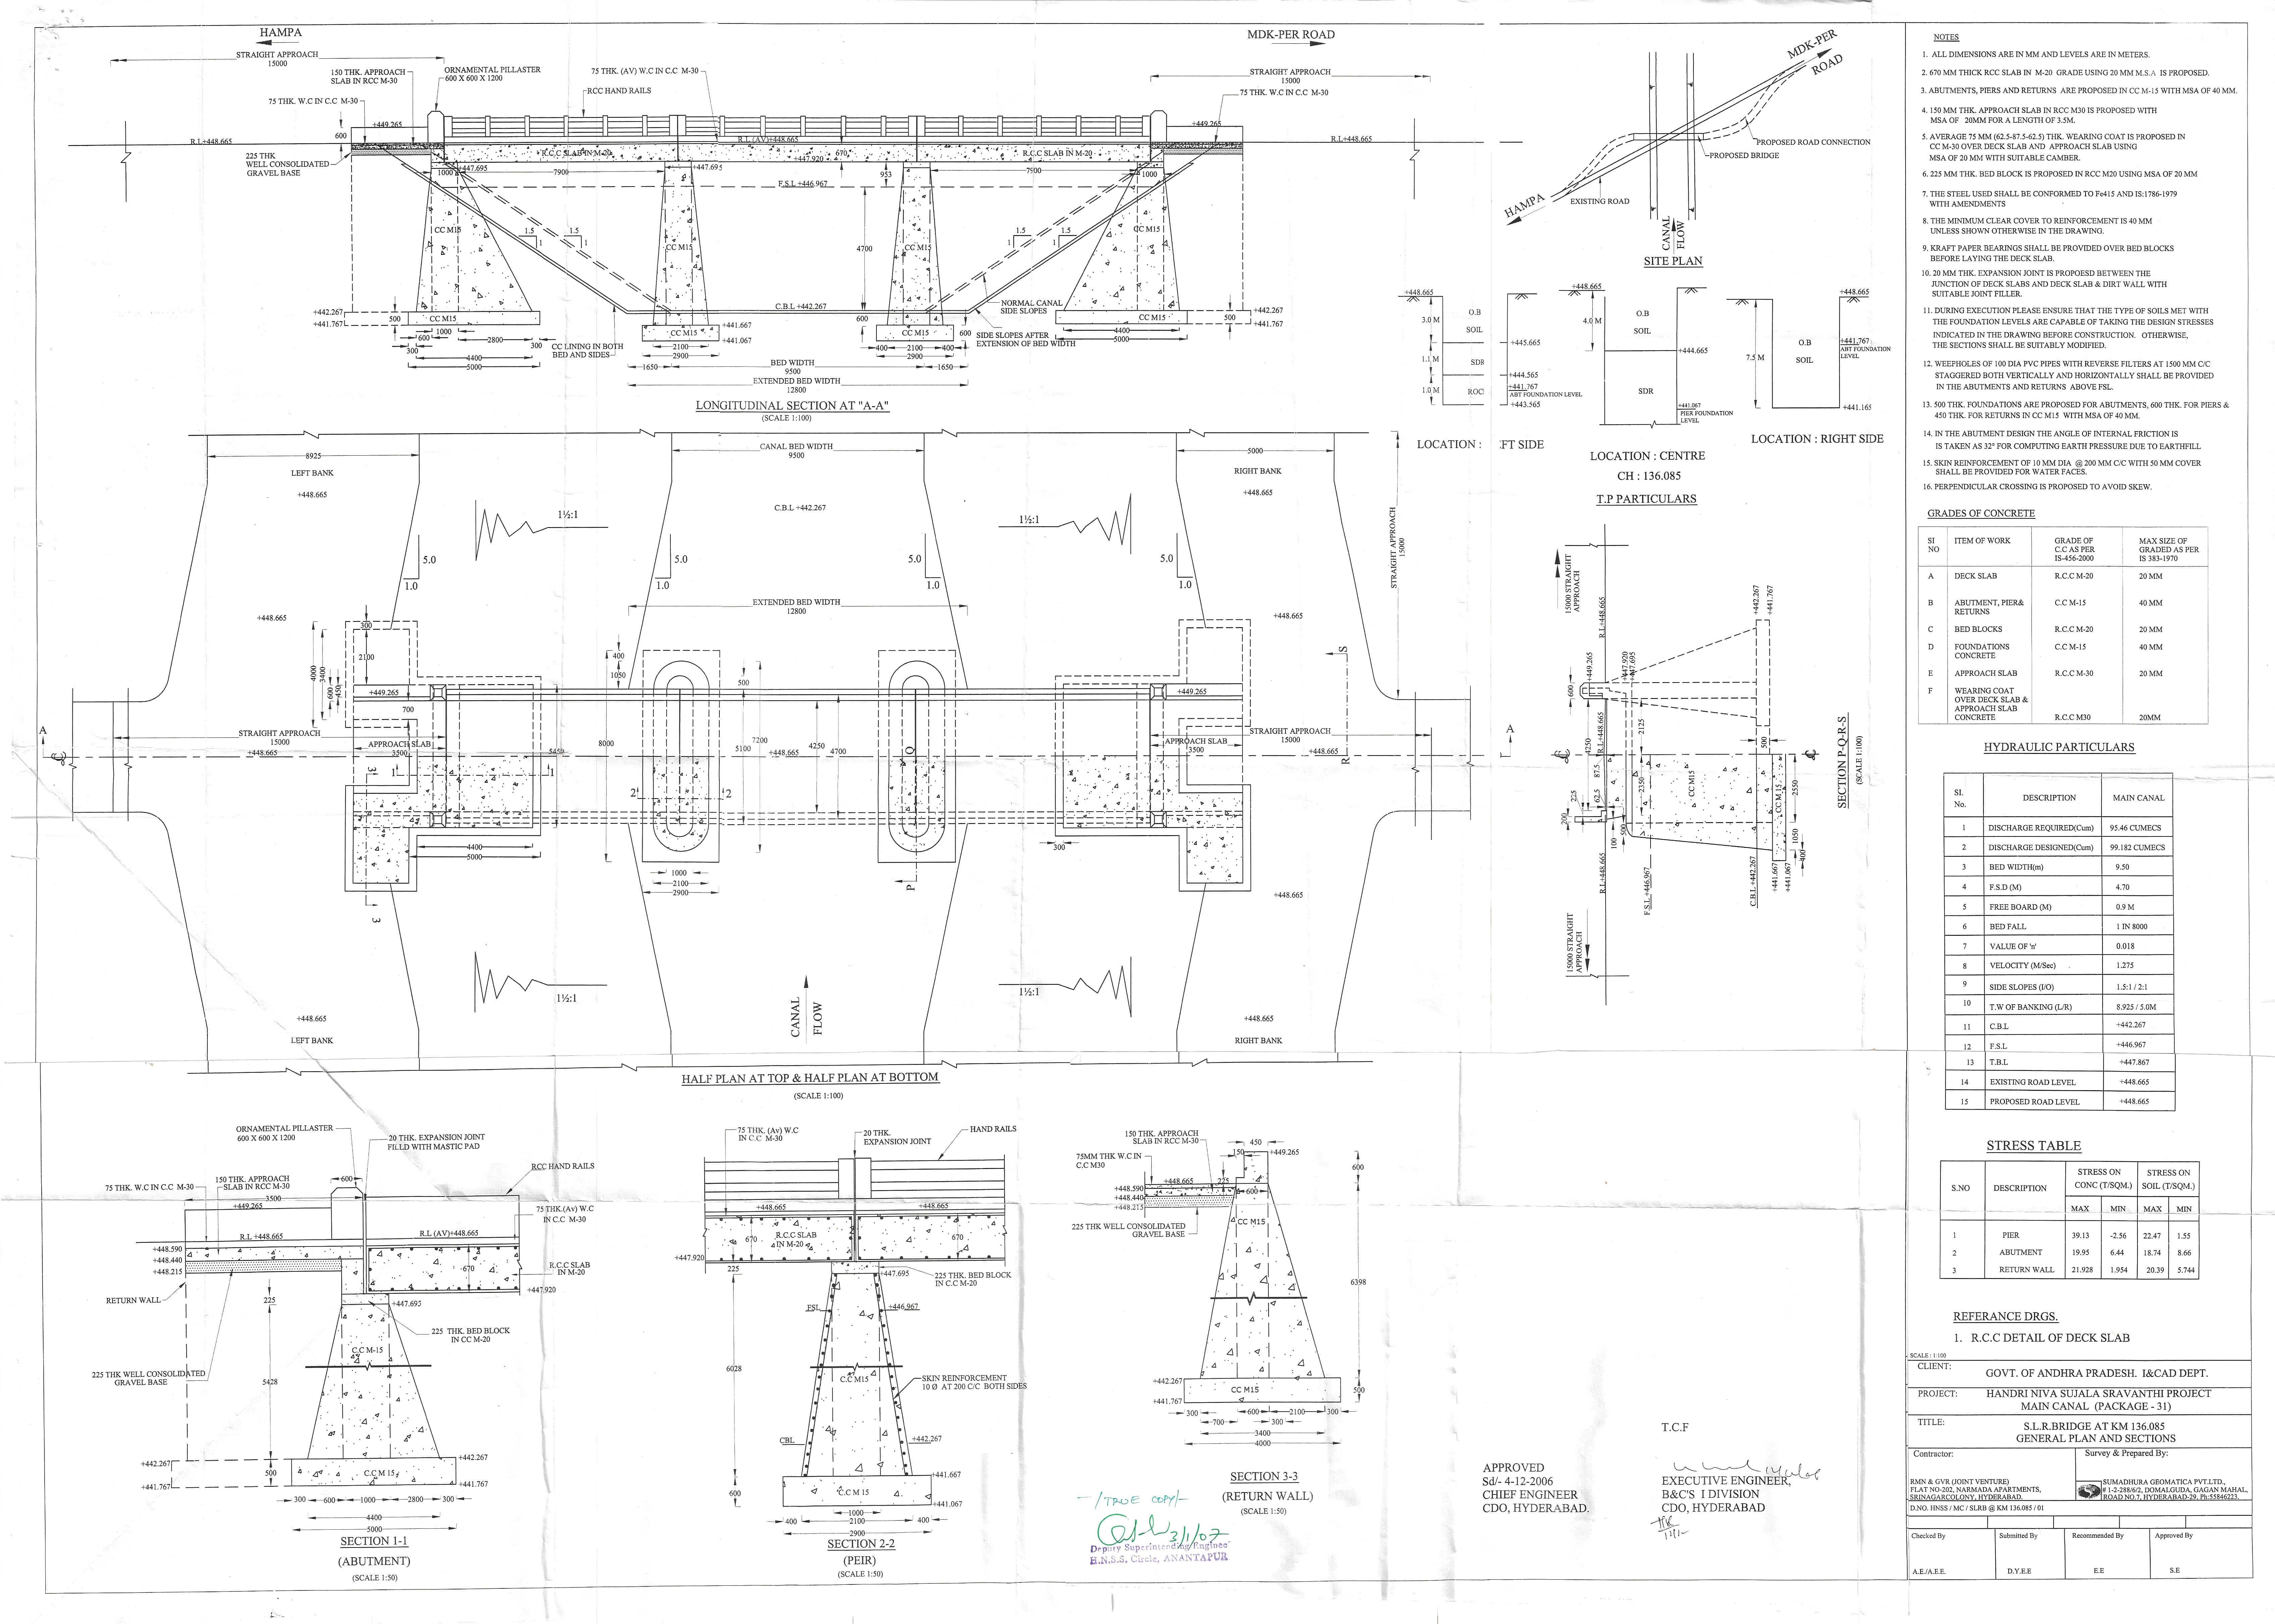 HAMPA
MDK-PER ROAD
STRAIGHT APPROACH
15000
150 THK. APPROACH
SLAB IN RCC M-30
ORNAMENTAL PILLASTER
600 X 600 X 1200
75 THK. (AV) W.C IN C.C M-30
RCC HAND RAILS
75 THK. W.C IN C.C M-30
STRAIGHT APPROACH
15000
75 THK. W.C IN C.C M-30
+449.265
+449.265
600
R.L+448.665
R.L (AV)+448.665
R.L+448.665
225 THK
WELL CONSOLIDATED
GRAVEL BASE
R.C.C SLAB IN M-20
+447.920
670
R.C.C SLAB IN M-20
+447.695
1000
7900
+447.695
953
7900
1000
F.S.L +446.967
CC M15
1.5
1
1.5
1
CC M15
4700
CC M15
1.5
1
1.5
1
CC M15
C.B.L +442.267
NORMAL CANAL
SIDE SLOPES
SIDE SLOPES AFTER
EXTENSION OF BED WIDTH
+442.267
+441.767
500
CC M15
CC M15
+441.667
+441.067
600
CC M15
600
500
+442.267
+441.767
CC M15
1000
600
2800
300
300
4400
5000
CC LINING IN BOTH
BED AND SIDES
2100
2900
400
2100
400
2900
4400
5000
1650
BED WIDTH
9500
1650
EXTENDED BED WIDTH
12800
LONGITUDINAL SECTION AT "A-A"
(SCALE 1:100)
MDK-PER
ROAD
PROPOSED ROAD CONNECTION
PROPOSED BRIDGE
HAMPA
EXISTING ROAD
CANAL
FLOW
SITE PLAN
+448.665
3.0 M
O.B
SOIL
+445.665
1.1 M
SDR
+444.565
1.0 M
+441.767
ABT FOUNDATION LEVEL
+443.565
LOCATION :
FT SIDE
+448.665
4.0 M
O.B
SOIL
+444.665
SDR
+441.067
PIER FOUNDATION
LEVEL
LOCATION : CENTRE
CH : 136.085
+448.665
7.5 M
O.B
SOIL
+441.767
ABT FOUNDATION
LEVEL
+441.165
LOCATION : RIGHT SIDE
T.P PARTICULARS
8925
LEFT BANK
+448.665
CANAL BED WIDTH
9500
C.B.L +442.267
5000
RIGHT BANK
+448.665
STRAIGHT APPROACH
15000
1½:1
1½:1
5.0
1.0
5.0
1.0
5.0
1.0
5.0
1.0
EXTENDED BED WIDTH
12800
+448.665
+448.665
300
2100
4000
3400
600
450
400
1050
500
S
+449.265
+449.265
700
A
STRAIGHT APPROACH
15000
+448.665
APPROACH SLAB
3500
5450
8000
5100
7200
+448.665
4250
4700
Q
APPROACH SLAB
3500
STRAIGHT APPROACH
15000
+448.665
R
A
3
1
1
2
2
4400
5000
300
1000
2100
2900
P
3
+448.665
1½:1
1½:1
+448.665
LEFT BANK
CANAL
FLOW
+448.665
RIGHT BANK
HALF PLAN AT TOP & HALF PLAN AT BOTTOM
(SCALE 1:100)
15000 STRAIGHT
APPROACH
R.L+448.665
+442.267
+441.767
+449.265
+447.920
+447.695
600
4250
R.L+448.665
2125
500
87.5
62.5
2350
CC M15
CC M 15
2550
225
200
100
500
1050
400
R.L+448.665
F.S.L +446.967
C.B.L +442.267
+441.667
+441.067
15000 STRAIGHT
APPROACH
SECTION P-Q-R-S
(SCALE 1:100)
ORNAMENTAL PILLASTER
600 X 600 X 1200
20 THK. EXPANSION JOINT
FILLD WITH MASTIC PAD
RCC HAND RAILS
75 THK. W.C IN C.C M-30
150 THK. APPROACH
SLAB IN RCC M-30
600
3500
+449.265
75 THK.(Av) W.C
IN C.C M-30
R.L +448.665
R.L (AV)+448.665
+448.590
+448.440
+448.215
670
R.C.C SLAB
IN M-20
RETURN WALL
+447.920
225
+447.695
225 THK. BED BLOCK
IN CC M-20
C.C M-15
225 THK WELL CONSOLIDATED
GRAVEL BASE
5428
+442.267
+441.767
500
C.C M 15
+442.267
+441.767
300
600
1000
2800
300
4400
5000
SECTION 1-1
(ABUTMENT)
(SCALE 1:50)
75 THK. (Av) W.C
IN C.C M-30
20 THK.
EXPANSION JOINT
HAND RAILS
+448.665
+448.665
670
R.C.C SLAB
IN M-20
670
+447.920
225
+447.695
225 THK. BED BLOCK
IN C.C M-20
FSL
+446.967
6028
C.C M15
SKIN REINFORCEMENT
10 Ø AT 200 C/C BOTH SIDES
CBL
+442.267
+441.667
600
C.C M 15
+441.067
400
1000
2100
400
2900
SECTION 2-2
(PEIR)
(SCALE 1:50)
150 THK. APPROACH
SLAB IN RCC M-30
75MM THK W.C IN
C.C M30
450
150
+449.265
600
+448.665
225
+448.590
+448.440
+448.215
600
225 THK WELL CONSOLIDATED
GRAVEL BASE
CC M15
6398
+442.267
+441.767
CC M15
500
300
600
2100
300
700
300
3400
4000
SECTION 3-3
(RETURN WALL)
(SCALE 1:50)
-/TRUE COPY/-
3/1/07
Deputy Superintending Engineer
H.N.S.S. Circle, ANANTAPUR
APPROVED
Sd/- 4-12-2006
CHIEF ENGINEER
CDO, HYDERABAD.
T.C.F
EXECUTIVE ENGINEER,
B&C'S I DIVISION
CDO, HYDERABAD
NOTES
1. ALL DIMENSIONS ARE IN MM AND LEVELS ARE IN METERS.
2. 670 MM THICK RCC SLAB IN M-20 GRADE USING 20 MM M.S.A IS PROPOSED.
3. ABUTMENTS, PIERS AND RETURNS ARE PROPOSED IN CC M-15 WITH MSA OF 40 MM.
4. 150 MM THK. APPROACH SLAB IN RCC M30 IS PROPOSED WITH
MSA OF 20MM FOR A LENGTH OF 3.5M.
5. AVERAGE 75 MM (62.5-87.5-62.5) THK. WEARING COAT IS PROPOSED IN
CC M-30 OVER DECK SLAB AND APPROACH SLAB USING
MSA OF 20 MM WITH SUITABLE CAMBER.
6. 225 MM THK. BED BLOCK IS PROPOSED IN RCC M20 USING MSA OF 20 MM
7. THE STEEL USED SHALL BE CONFORMED TO Fe415 AND IS:1786-1979
WITH AMENDMENTS
8. THE MINIMUM CLEAR COVER TO REINFORCEMENT IS 40 MM
UNLESS SHOWN OTHERWISE IN THE DRAWING.
9. KRAFT PAPER BEARINGS SHALL BE PROVIDED OVER BED BLOCKS
BEFORE LAYING THE DECK SLAB.
10. 20 MM THK. EXPANSION JOINT IS PROPOESD BETWEEN THE
JUNCTION OF DECK SLABS AND DECK SLAB & DIRT WALL WITH
SUITABLE JOINT FILLER.
11. DURING EXECUTION PLEASE ENSURE THAT THE TYPE OF SOILS MET WITH
THE FOUNDATION LEVELS ARE CAPABLE OF TAKING THE DESIGN STRESSES
INDICATED IN THE DRAWING BEFORE CONSTRUCTION. OTHERWISE,
THE SECTIONS SHALL BE SUITABLY MODIFIED.
12. WEEPHOLES OF 100 DIA PVC PIPES WITH REVERSE FILTERS AT 1500 MM C/C
STAGGERED BOTH VERTICALLY AND HORIZONTALLY SHALL BE PROVIDED
IN THE ABUTMENTS AND RETURNS ABOVE FSL.
13. 500 THK. FOUNDATIONS ARE PROPOSED FOR ABUTMENTS, 600 THK. FOR PIERS &
450 THK. FOR RETURNS IN CC M15 WITH MSA OF 40 MM.
14. IN THE ABUTMENT DESIGN THE ANGLE OF INTERNAL FRICTION IS
IS TAKEN AS 32° FOR COMPUTING EARTH PRESSURE DUE TO EARTHFILL
15. SKIN REINFORCEMENT OF 10 MM DIA @ 200 MM C/C WITH 50 MM COVER
SHALL BE PROVIDED FOR WATER FACES.
16. PERPENDICULAR CROSSING IS PROPOSED TO AVOID SKEW.
GRADES OF CONCRETE
SI NO ITEM OF WORK GRADE OF C.C AS PER IS-456-2000 MAX SIZE OF GRADED AS PER IS 383-1970
A DECK SLAB R.C.C M-20 20 MM
B ABUTMENT, PIER& RETURNS C.C M-15 40 MM
C BED BLOCKS R.C.C M-20 20 MM
D FOUNDATIONS CONCRETE C.C M-15 40 MM
E APPROACH SLAB R.C.C M-30 20 MM
F WEARING COAT OVER DECK SLAB & APPROACH SLAB CONCRETE R.C.C M30 20MM
HYDRAULIC PARTICULARS
SI. No. DESCRIPTION MAIN CANAL
1 DISCHARGE REQUIRED(Cum) 95.46 CUMECS
2 DISCHARGE DESIGNED(Cum) 99.182 CUMECS
3 BED WIDTH(m) 9.50
4 F.S.D (M) 4.70
5 FREE BOARD (M) 0.9 M
6 BED FALL 1 IN 8000
7 VALUE OF 'n' 0.018
8 VELOCITY (M/Sec) 1.275
9 SIDE SLOPES (I/O) 1.5:1 / 2:1
10 T.W OF BANKING (L/R) 8.925 / 5.0M
11 C.B.L +442.267
12 F.S.L +446.967
13 T.B.L +447.867
14 EXISTING ROAD LEVEL +448.665
15 PROPOSED ROAD LEVEL +448.665
STRESS TABLE
S.NO DESCRIPTION STRESS ON CONC (T/SQM.) STRESS ON SOIL (T/SQM.)
MAX MIN MAX MIN
1 PIER 39.13 -2.56 22.47 1.55
2 ABUTMENT 19.95 6.44 18.74 8.66
3 RETURN WALL 21.928 1.954 20.39 5.744
REFERANCE DRGS.
1. R.C.C DETAIL OF DECK SLAB
SCALE : 1:100
CLIENT: GOVT. OF ANDHRA PRADESH. I&CAD DEPT.
PROJECT: HANDRI NIVA SUJALA SRAVANTHI PROJECT
MAIN CANAL (PACKAGE - 31)
TITLE: S.L.R.BRIDGE AT KM 136.085
GENERAL PLAN AND SECTIONS
Contractor:
RMN & GVR (JOINT VENTURE)
FLAT NO-202, NARMADA APARTMENTS,
SRINAGARCOLONY, HYDERABAD.
Survey & Prepared By:
SUMADHURA GEOMATICA PVT.LTD.,
# 1-2-288/6/2, DOMALGUDA, GAGAN MAHAL,
ROAD NO.7, HYDERABAD-29, Ph:55846223.
D.NO. HNSS / MC / SLRB @ KM 136.085 / 01
Checked By Submitted By Recommended By Approved By
A.E./A.E.E. D.Y.E.E E.E S.E